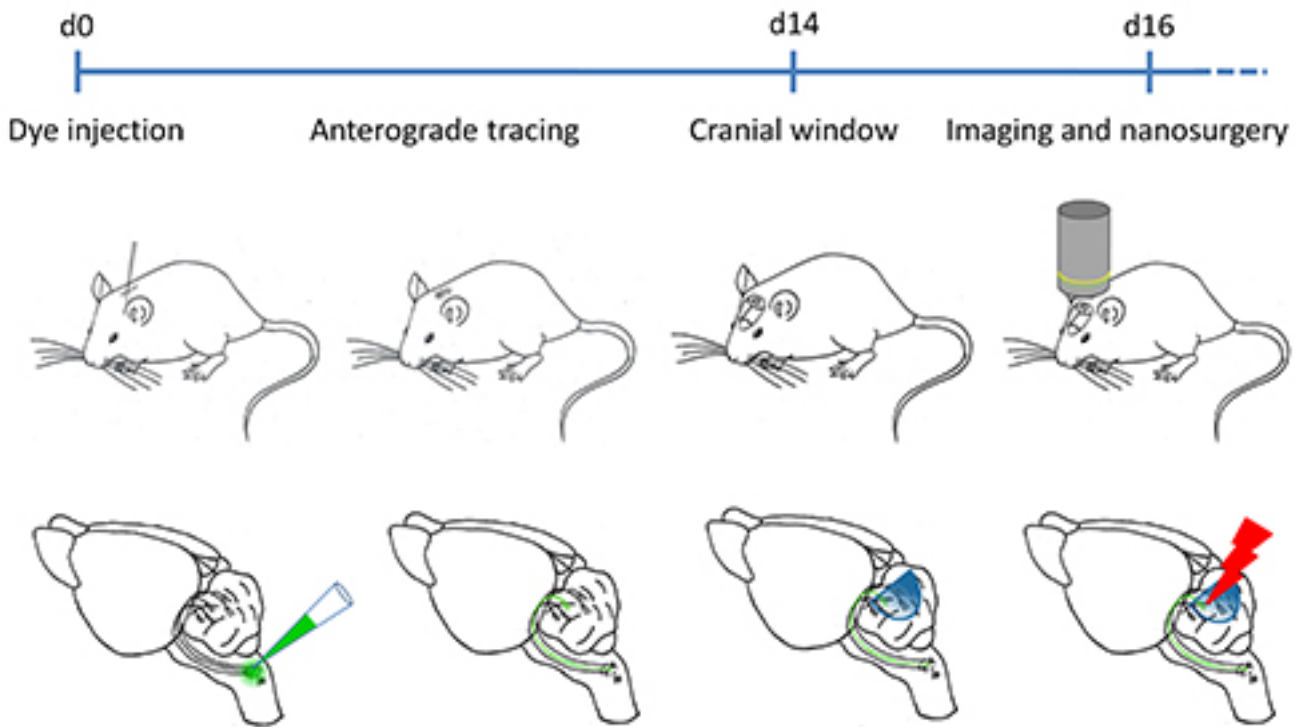 d0
d14
d16
Dye injection
Anterograde tracing
Cranial window
Imaging and nanosurgery